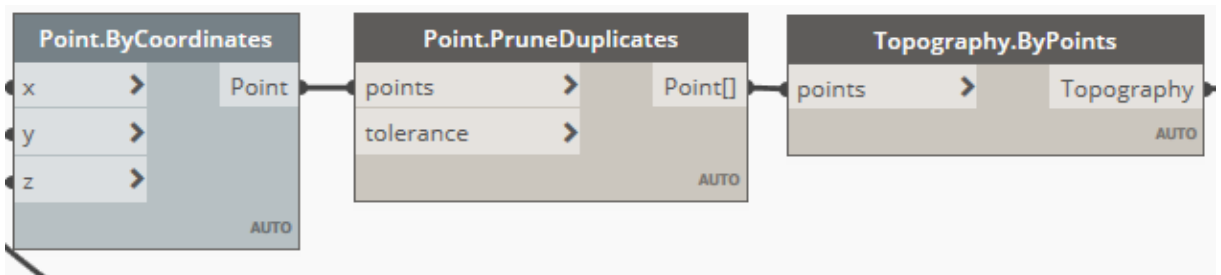 Point.ByCoordinates
x > Point
y >
z >
AUTO
Point.PruneDuplicates
points > Point[]
tolerance >
AUTO
Topography.ByPoints
points > Topography
AUTO